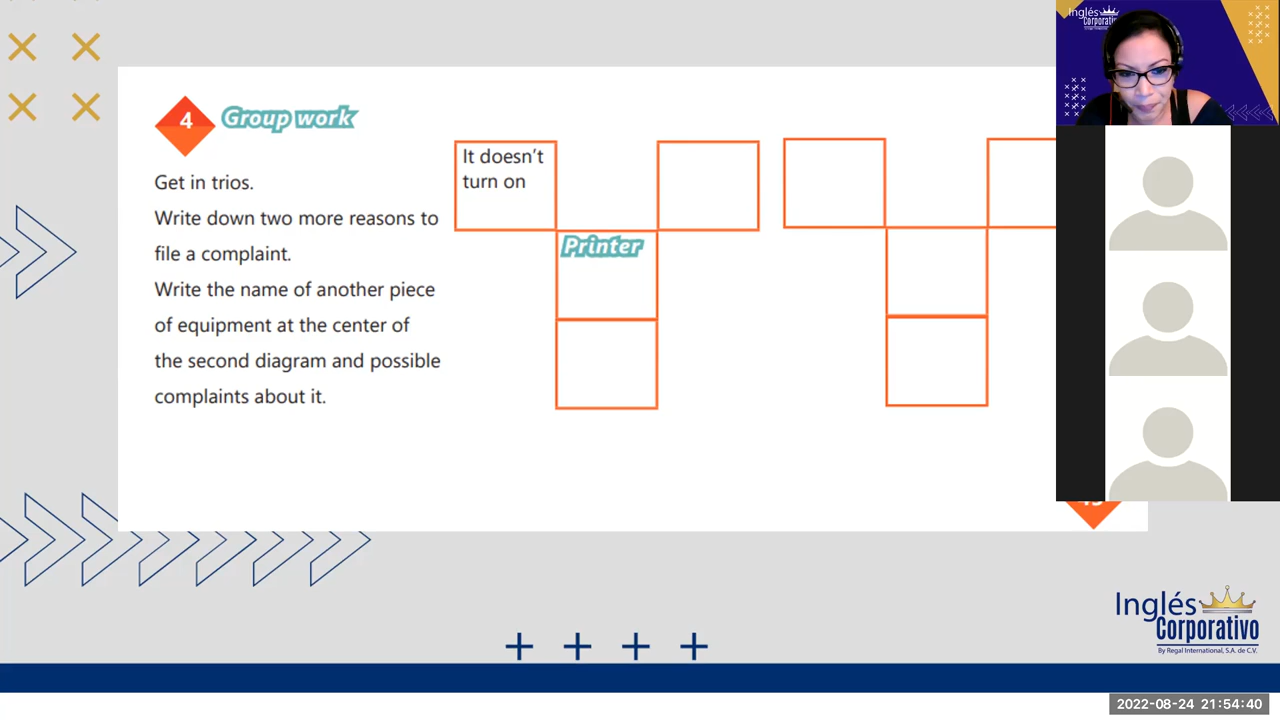 4
Group work
Get in trios.
Write down two more reasons to
file a complaint.
Write the name of another piece
of equipment at the center of
the second diagram and possible
complaints about it.
It doesn't
turn on
Printer
Inglés
Corporativo
Inglés
Corporativo
By Regal International, S.A. de C.V.
2022-08-24 21:54:40